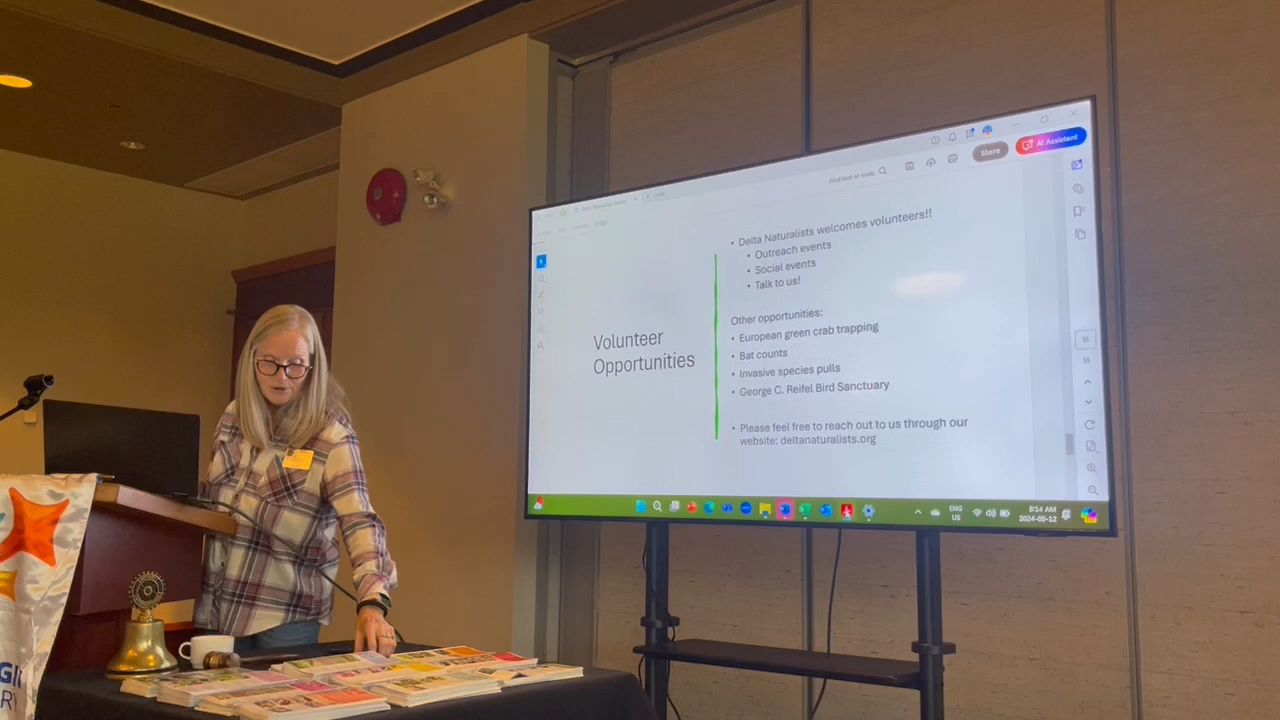 Find text or tools
Share
AI Assistant
Volunteer
Opportunities
• Delta Naturalists welcomes volunteers!!
• Outreach events
• Social events
• Talk to us!
Other opportunities:
• European green crab trapping
• Bat counts
• Invasive species pulls
• George C. Reifel Bird Sanctuary
• Please feel free to reach out to us through our
website: deltanaturalists.org
15
16
ENG
US
8:14 AM
2024-09-12